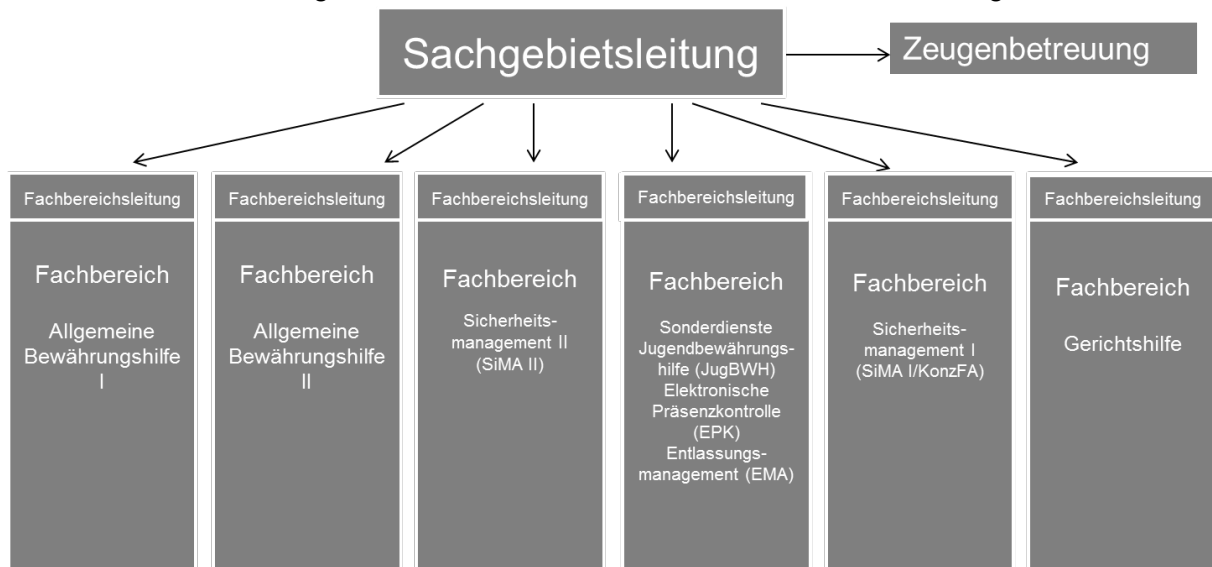 Sachgebietsleitung
Zeugenbetreuung
Fachbereichsleitung
Fachbereich
Allgemeine
Bewährungshilfe
I
Fachbereichsleitung
Fachbereich
Allgemeine
Bewährungshilfe
II
Fachbereichsleitung
Fachbereich
Sicherheits-
management II
(SiMA II)
Fachbereichsleitung
Fachbereich
Sonderdienste
Jugendbewährungs-
hilfe (JugBWH)
Elektronische
Präsenzkontrolle
(EPK)
Entlassungs-
management (EMA)
Fachbereichsleitung
Fachbereich
Sicherheits-
management I
(SiMA I/KonzFA)
Fachbereichsleitung
Fachbereich
Gerichtshilfe